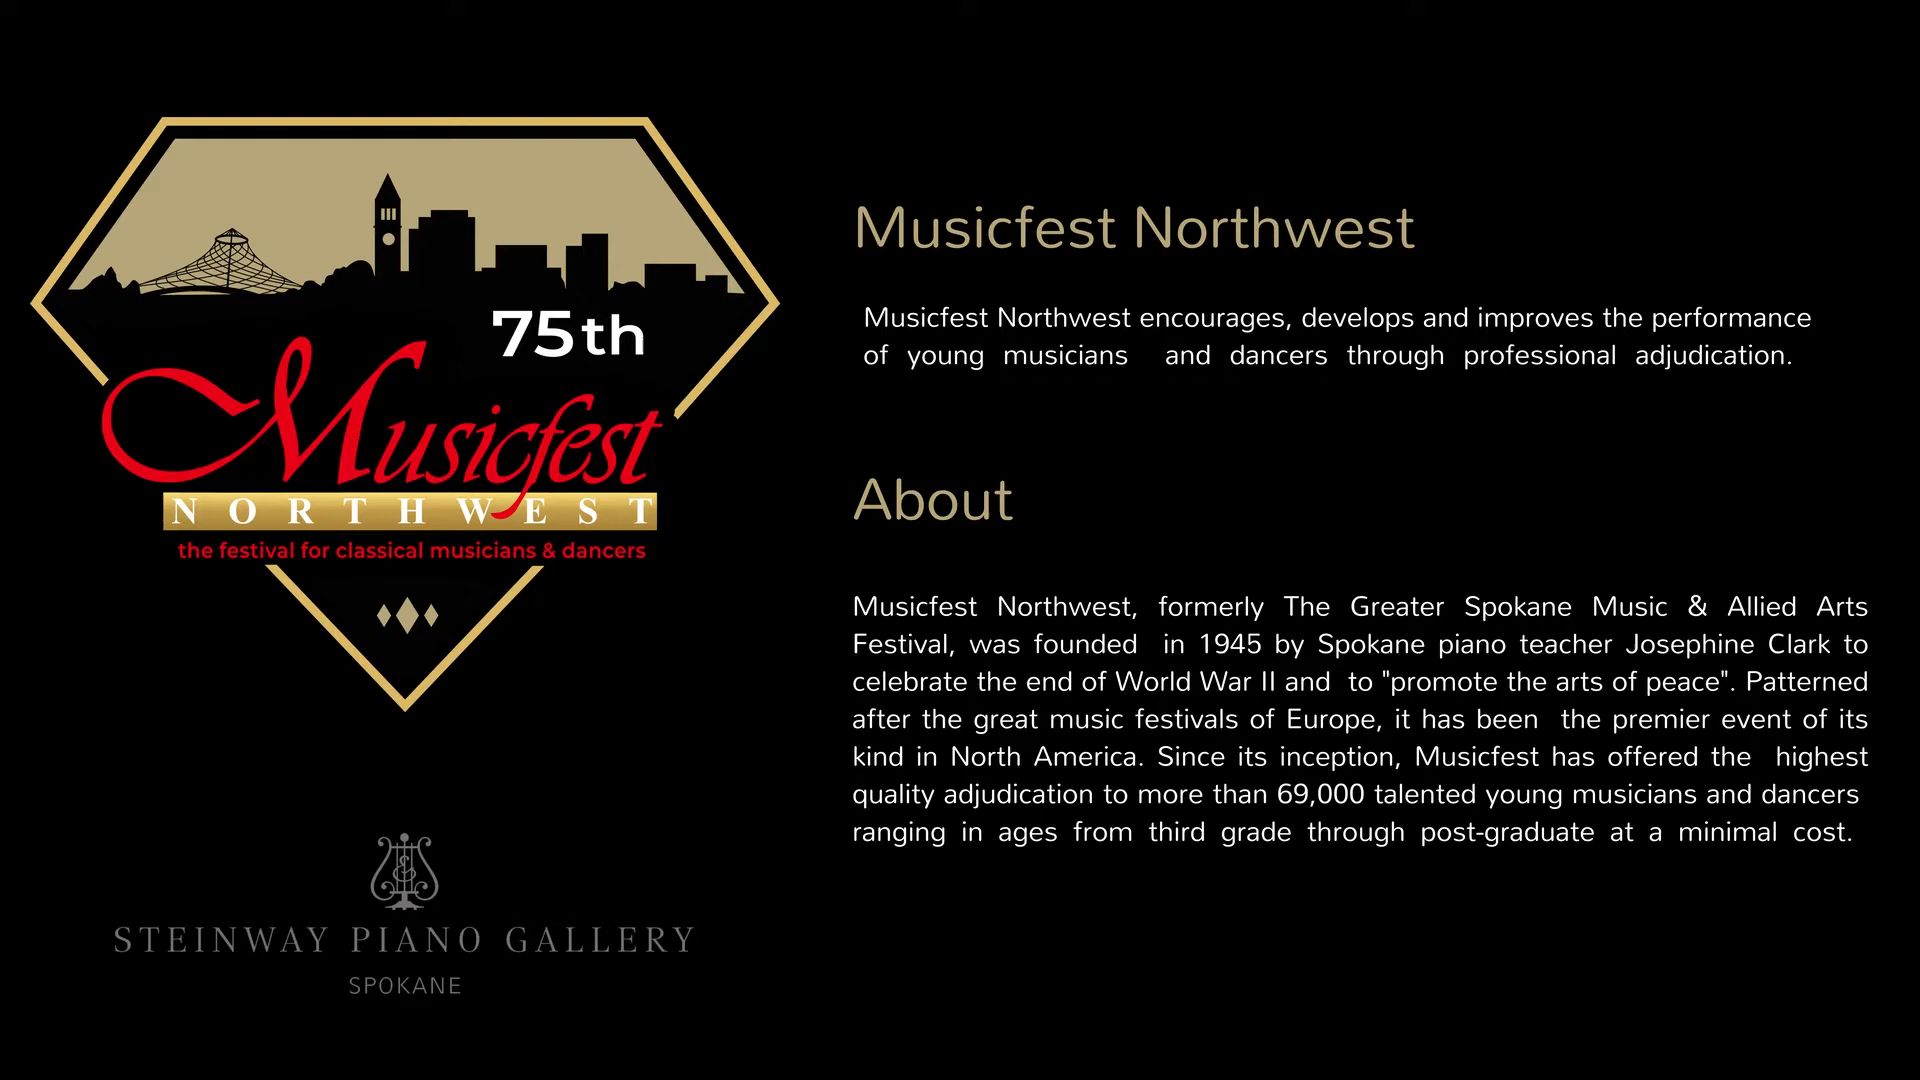 75th
Musicfest
NORTHWEST
the festival for classical musicians & dancers
STEINWAY PIANO GALLERY
SPOKANE
Musicfest Northwest
Musicfest Northwest encourages, develops and improves the performance
of young musicians and dancers through professional adjudication.
About
Musicfest Northwest, formerly The Greater Spokane Music & Allied Arts
Festival, was founded in 1945 by Spokane piano teacher Josephine Clark to
celebrate the end of World War II and to "promote the arts of peace". Patterned
after the great music festivals of Europe, it has been the premier event of its
kind in North America. Since its inception, Musicfest has offered the highest
quality adjudication to more than 69,000 talented young musicians and dancers
ranging in ages from third grade through post-graduate at a minimal cost.